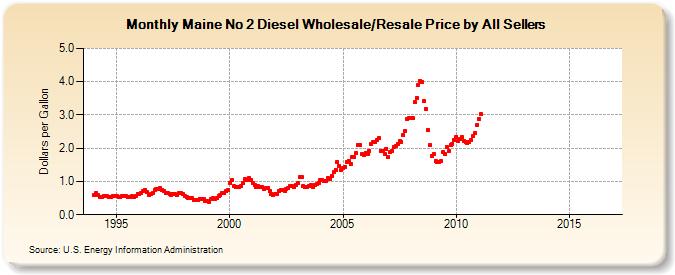 Monthly Maine No 2 Diesel Wholesale/Resale Price by All Sellers
Dollars per Gallon
5.0
4.0
3.0
2.0
1.0
0.0
1995 2000 2005 2010 2015
Source: U.S. Energy Information Administration